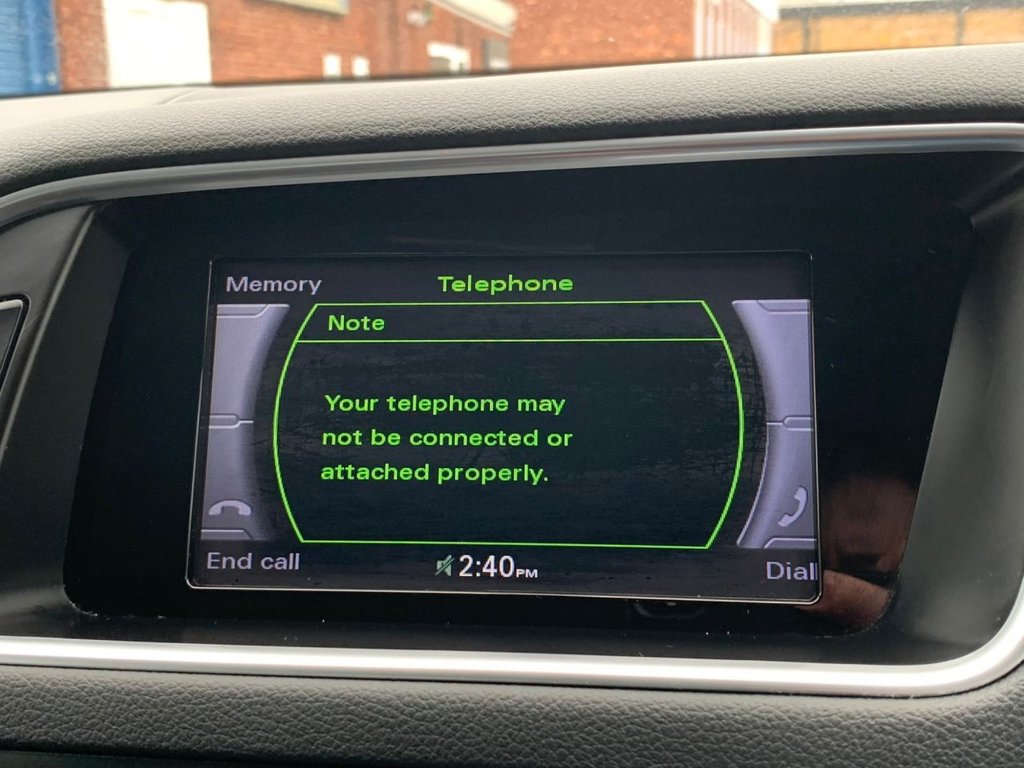 Memory
Telephone
Note
Your telephone may
not be connected or
attached properly.
End call
2:40PM
Dial